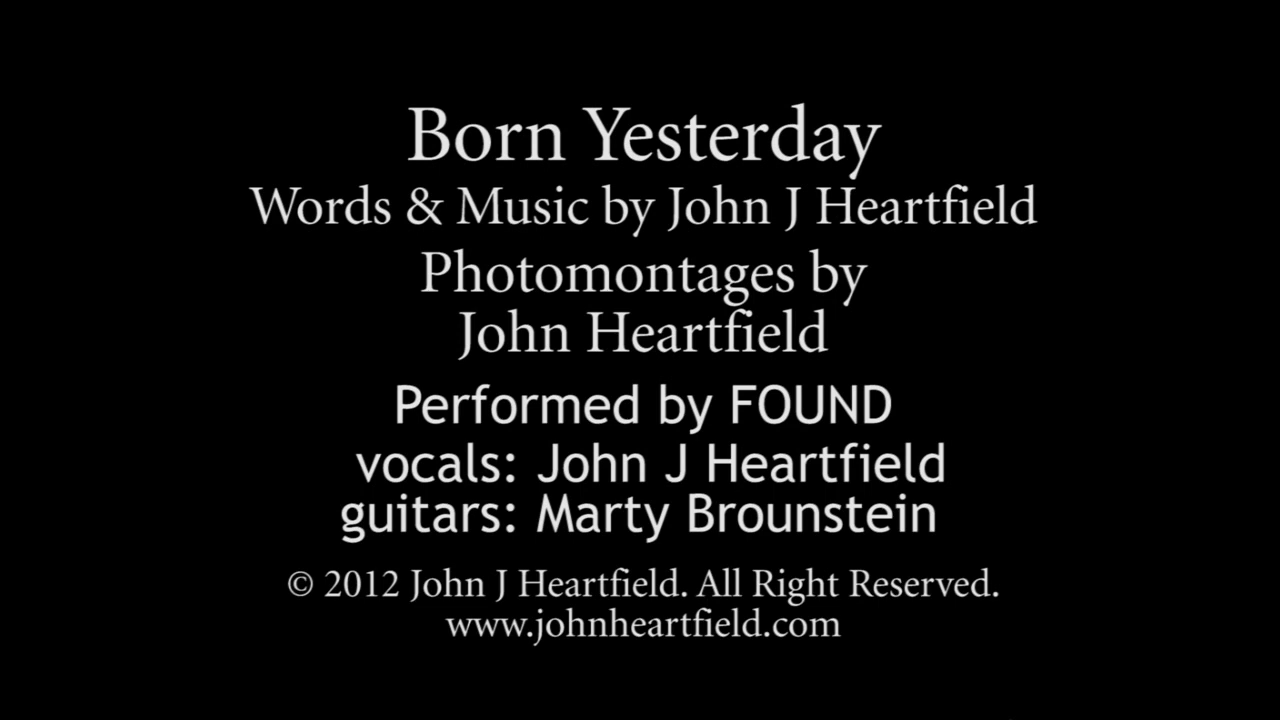 Born Yesterday
Words & Music by John J Heartfield
Photomontages by
John Heartfield
Performed by FOUND
vocals: John J Heartfield
guitars: Marty Brounstein
© 2012 John J Heartfield. All Right Reserved.
www.johnheartfield.com